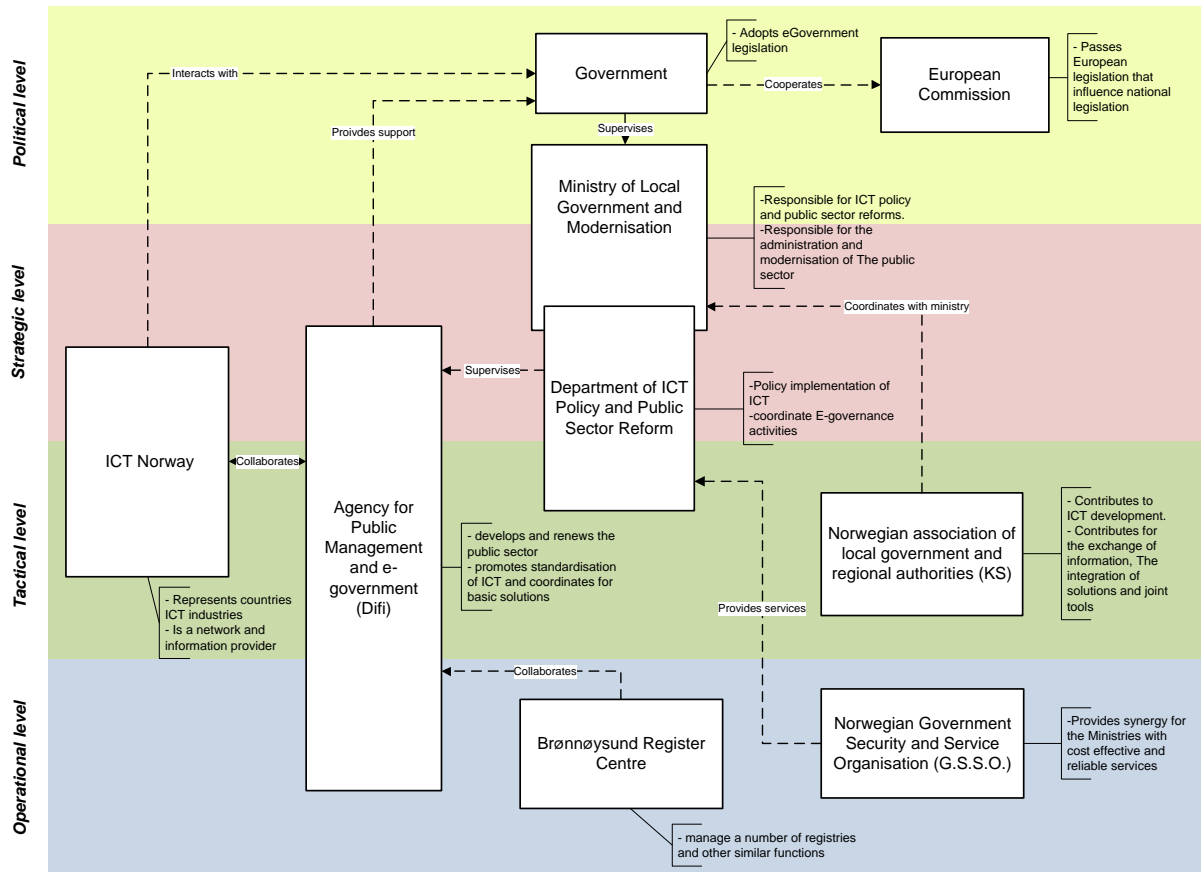 Political level
Interacts with
Proivdes support
Government
- Adopts eGovernment
legislation
Cooperates
European
Commission
- Passes
European
legislation that
influence national
legislation
Supervises
Ministry of Local
Government and
Modernisation
-Responsible for ICT policy
and public sector reforms.
-Responsible for the
administration and
modernisation of The public
sector
Strategic level
Coordinates with ministry
Supervises
Department of ICT
Policy and Public
Sector Reform
-Policy implementation of
ICT
-coordinate E-governance
activities
ICT Norway
Collaborates
Tactical level
Agency for
Public
Management
and e-
government
(Difi)
- develops and renews the
public sector
- promotes standardisation
of ICT and coordinates for
basic solutions
Norwegian association of
local government and
regional authorities (KS)
- Contributes to
ICT development.
- Contributes for
the exchange of
information, The
integration of
solutions and joint
tools
- Represents countries
ICT industries
- Is a network and
information provider
Provides services
Operational level
Collaborates
Brønnøysund Register
Centre
Norwegian Government
Security and Service
Organisation (G.S.S.O.)
-Provides synergy for
the Ministries with
cost effective and
reliable services
- manage a number of registries
and other similar functions